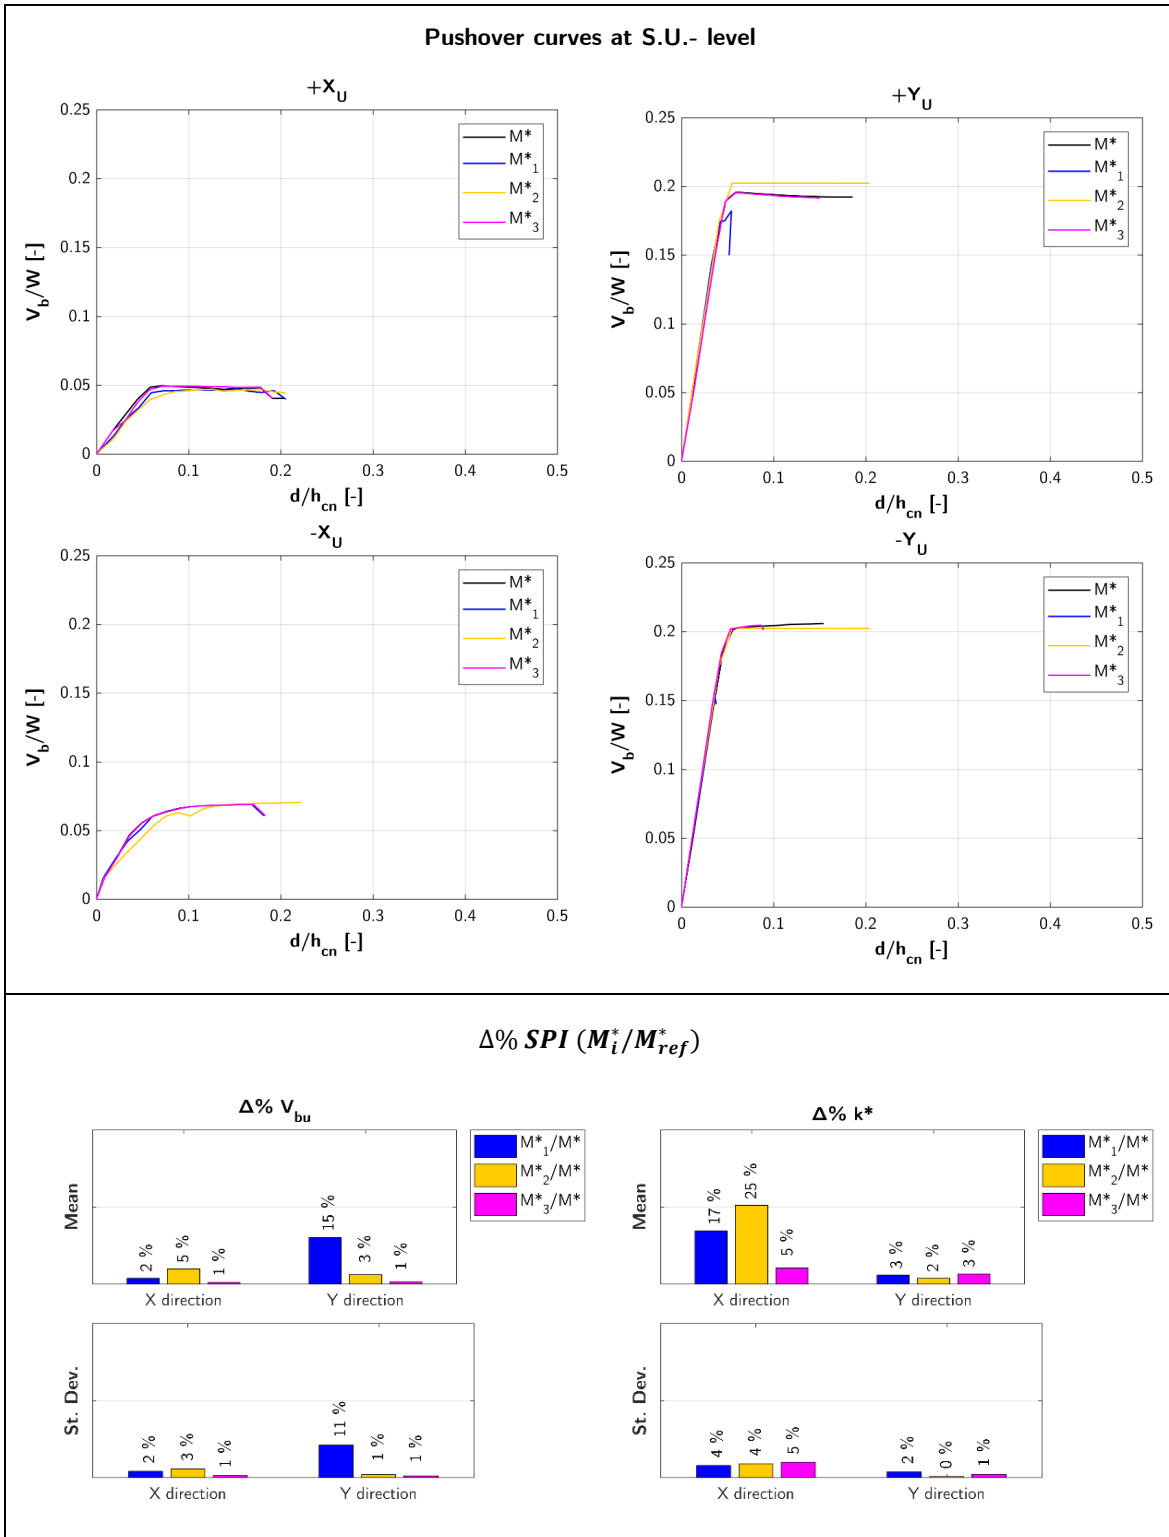 Pushover curves at S.U.- level
+X_U
0.25
0.2
0.15
0.1
0.05
0
V_b/W [-]
M*
M*_1
M*_2
M*_3
0 0.1 0.2 0.3 0.4 0.5
d/h_cn [-]
+Y_U
0.25
0.2
0.15
0.1
0.05
0
V_b/W [-]
M*
M*_1
M*_2
M*_3
0 0.1 0.2 0.3 0.4 0.5
d/h_cn [-]
-X_U
0.25
0.2
0.15
0.1
0.05
0
V_b/W [-]
M*
M*_1
M*_2
M*_3
0 0.1 0.2 0.3 0.4 0.5
d/h_cn [-]
-Y_U
0.25
0.2
0.15
0.1
0.05
0
V_b/W [-]
M*
M*_1
M*_2
M*_3
0 0.1 0.2 0.3 0.4 0.5
d/h_cn [-]
Δ% SPI (M*_i/M*_ref)
Δ% V_bu
Mean
2 % 5 % 1 % 15 % 3 % 1 %
X direction Y direction
M*_1/M*
M*_2/M*
M*_3/M*
St. Dev.
2 % 3 % 1 % 11 % 1 % 1 %
X direction Y direction
Δ% k*
Mean
17 % 25 % 5 % 3 % 2 % 3 %
X direction Y direction
M*_1/M*
M*_2/M*
M*_3/M*
St. Dev.
4 % 4 % 5 % 2 % 0 % 1 %
X direction Y direction